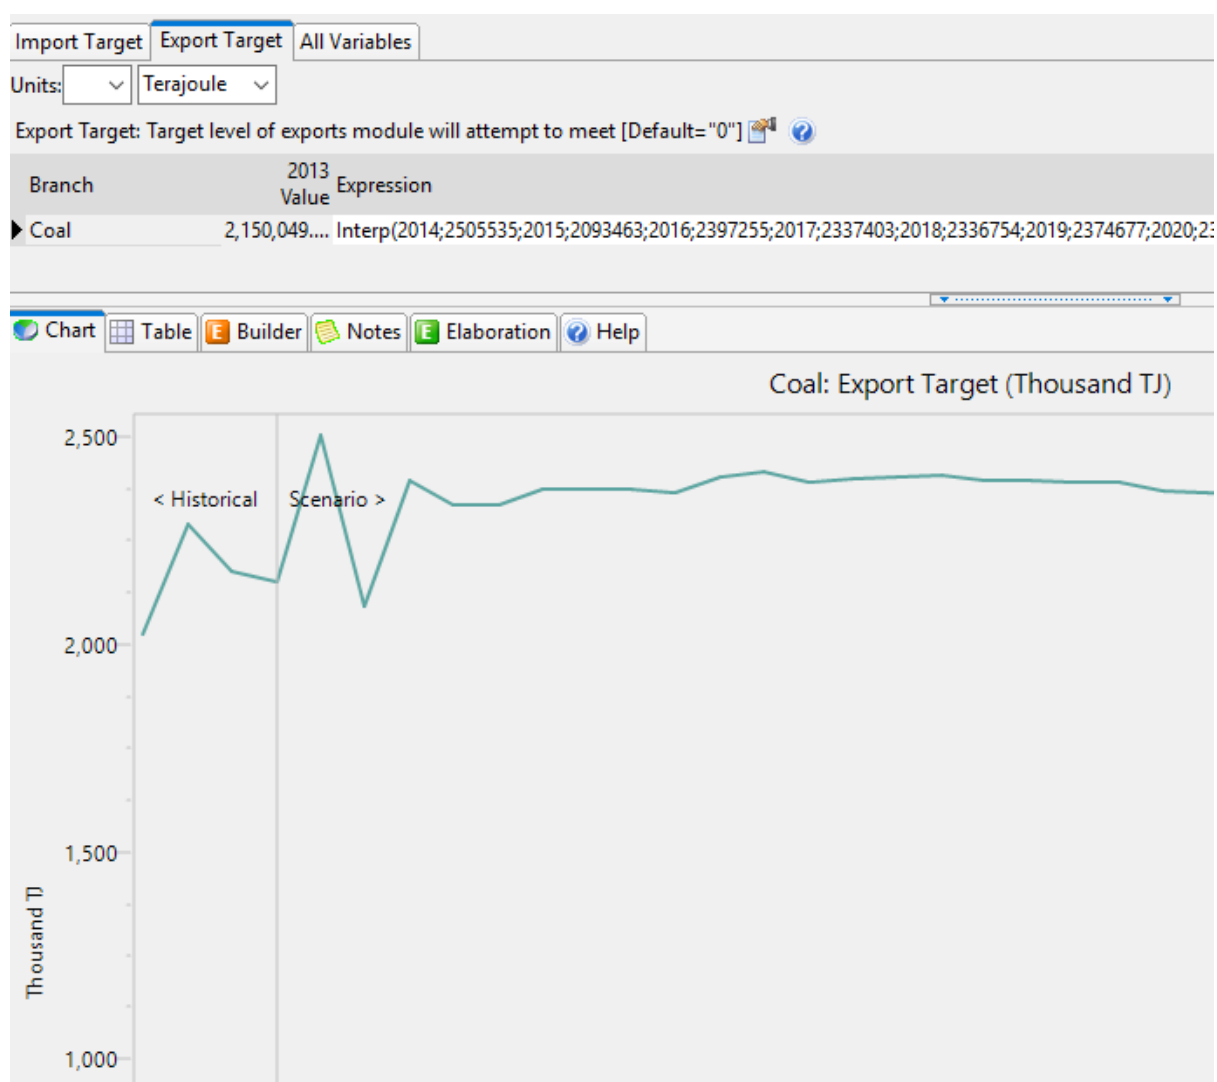 Import Target Export Target All Variables
Units: Terajoule
Export Target: Target level of exports module will attempt to meet [Default="0"]
Branch 2013 Value Expression
Coal 2,150,049.... Interp(2014;2505535;2015;2093463;2016;2397255;2017;2337403;2018;2336754;2019;2374677;2020;23
Chart Table Builder Notes Elaboration Help
Coal: Export Target (Thousand TJ)
2,500
< Historical Scenario >
2,000
1,500
Thousand TJ
1,000